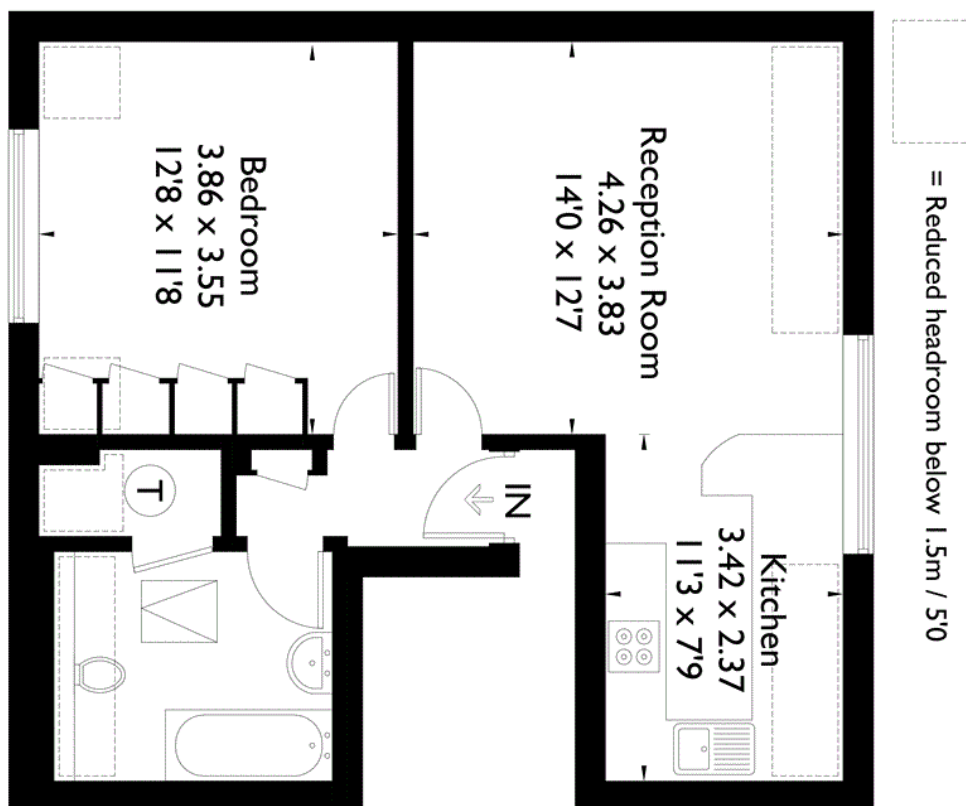 Bedroom
3.86 x 3.55
12'8 x 11'8
Reception Room
4.26 x 3.83
14'0 x 12'7
IN
T
Kitchen
3.42 x 2.37
11'3 x 7'9
= Reduced headroom below 1.5m / 5'0